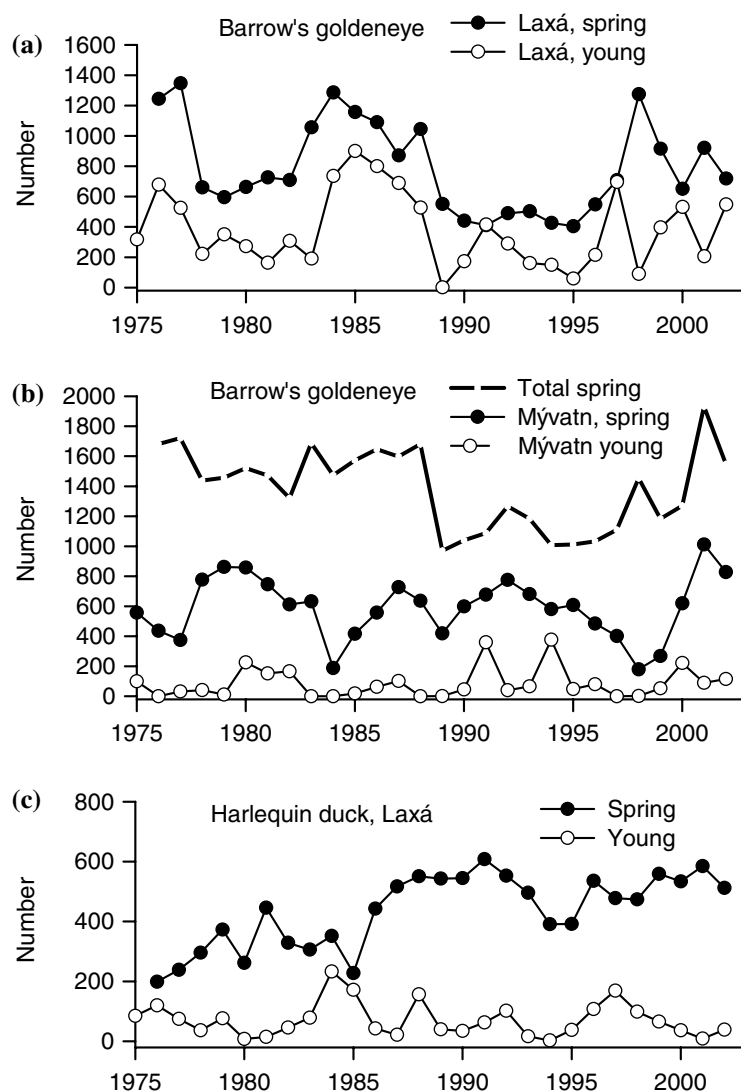 (a)
Barrow's goldeneye
Laxá, spring
Laxá, young
Number
1600
1400
1200
1000
800
600
400
200
0
1975 1980 1985 1990 1995 2000
(b)
Barrow's goldeneye
Total spring
Mývatn, spring
Mývatn young
Number
2000
1800
1600
1400
1200
1000
800
600
400
200
0
1975 1980 1985 1990 1995 2000
(c)
Harlequin duck, Laxá
Spring
Young
Number
800
600
400
200
0
1975 1980 1985 1990 1995 2000